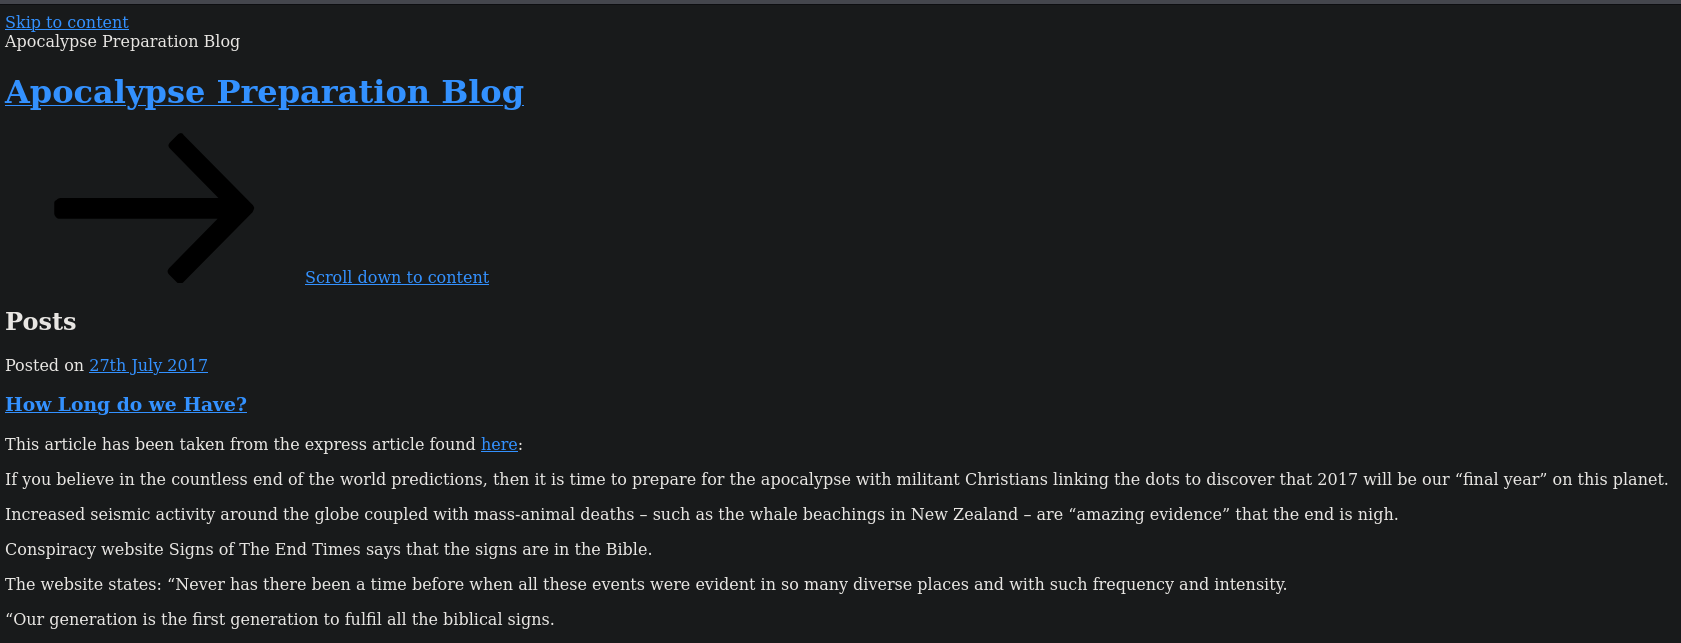 Skip to content
Apocalypse Preparation Blog
Apocalypse Preparation Blog
Scroll down to content
Posts
Posted on 27th July 2017
How Long do we Have?
This article has been taken from the express article found here:
If you believe in the countless end of the world predictions, then it is time to prepare for the apocalypse with militant Christians linking the dots to discover that 2017 will be our “final year” on this planet.
Increased seismic activity around the globe coupled with mass-animal deaths – such as the whale beachings in New Zealand – are “amazing evidence” that the end is nigh.
Conspiracy website Signs of The End Times says that the signs are in the Bible.
The website states: “Never has there been a time before when all these events were evident in so many diverse places and with such frequency and intensity.
“Our generation is the first generation to fulfil all the biblical signs.